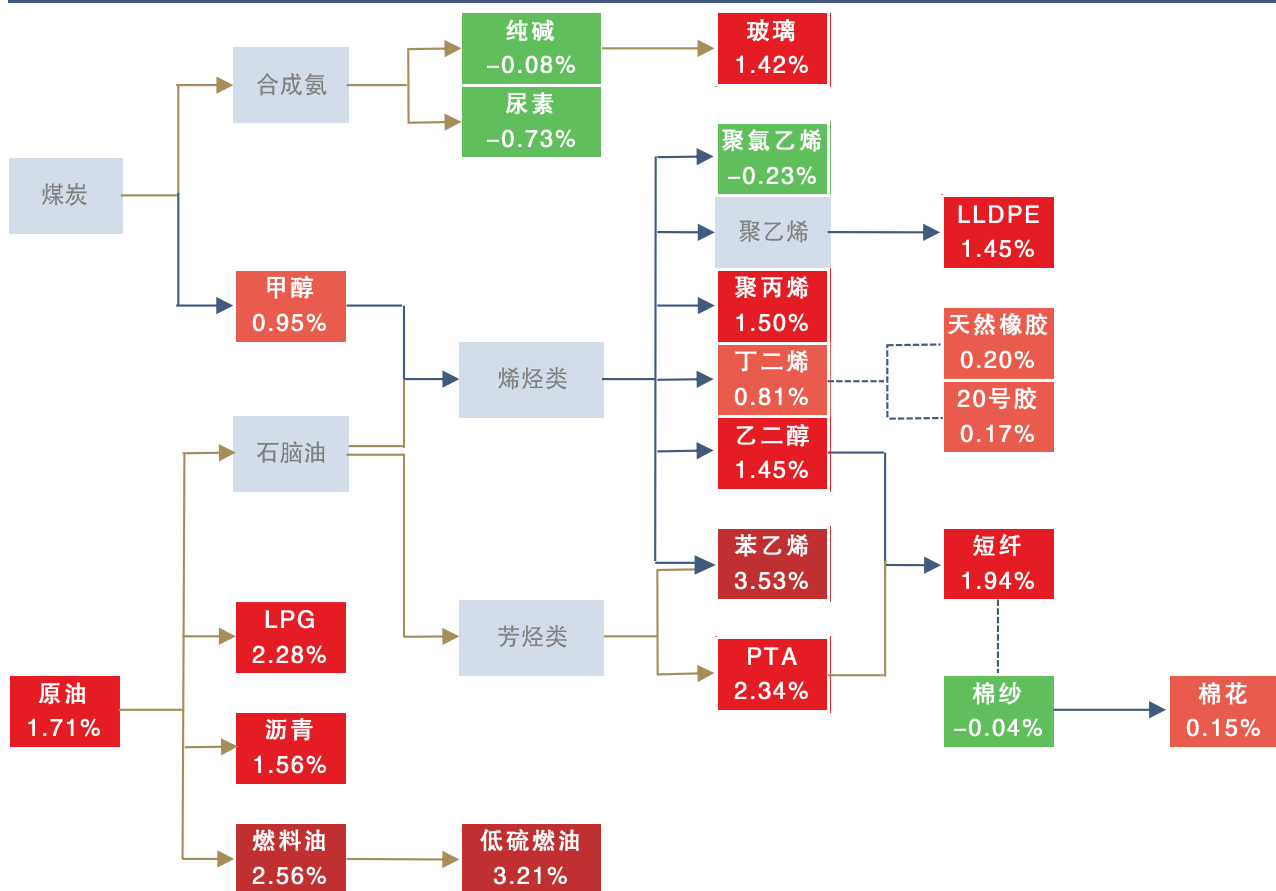 纯碱
-0.08%
玻璃
1.42%
合成氨
尿素
-0.73%
聚氯乙烯
-0.23%
煤炭
聚乙烯
LLDPE
1.45%
甲醇
0.95%
聚丙烯
1.50%
天然橡胶
0.20%
烯烃类
丁二烯
0.81%
20号胶
0.17%
石脑油
乙二醇
1.45%
苯乙烯
3.53%
短纤
1.94%
LPG
2.28%
芳烃类
PTA
2.34%
原油
1.71%
棉纱
-0.04%
棉花
0.15%
沥青
1.56%
燃料油
2.56%
低硫燃油
3.21%